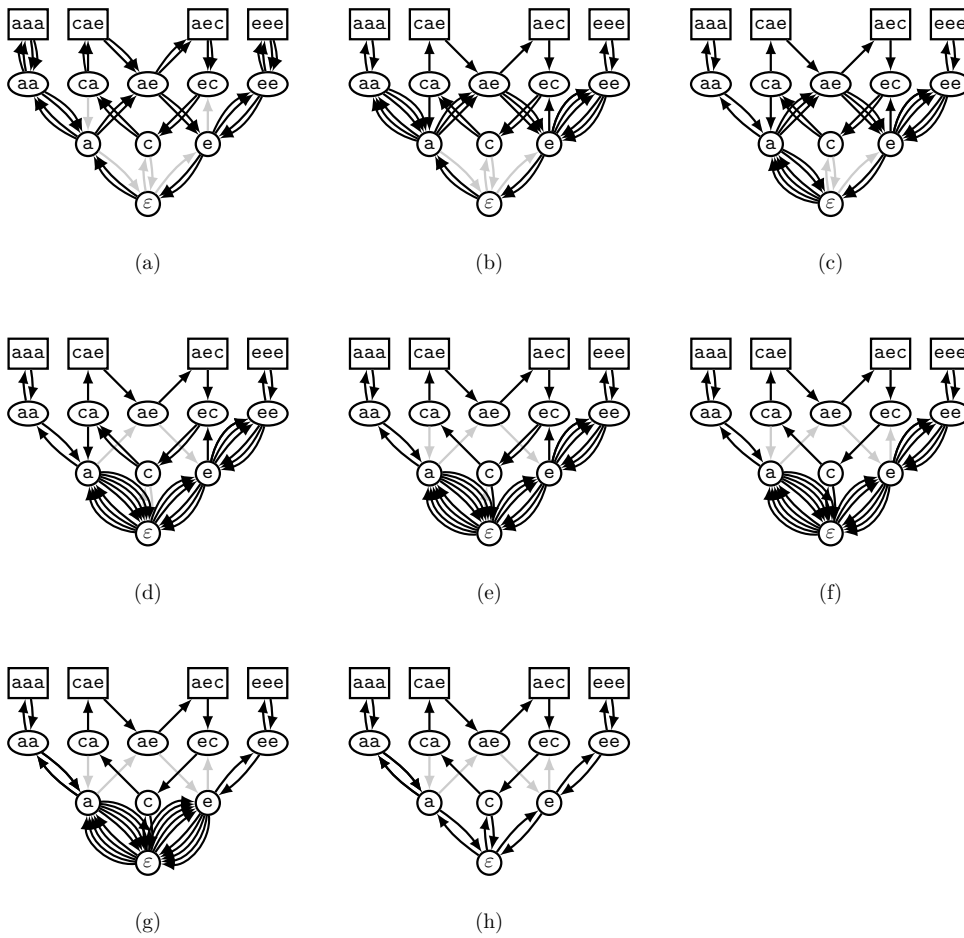 aaa cae aec eee aaa cae aec eee aaa cae aec eee
aa ca ae ec ee aa ca ae ec ee aa ca ae ec ee
a c e a c e a c e
ε ε ε
(a) (b) (c)
aaa cae aec eee aaa cae aec eee aaa cae aec eee
aa ca ae ec ee aa ca ae ec ee aa ca ae ec ee
a c e a c e a c e
ε ε ε
(d) (e) (f)
aaa cae aec eee aaa cae aec eee
aa ca ae ec ee aa ca ae ec ee
a c e a c e
ε ε
(g) (h)